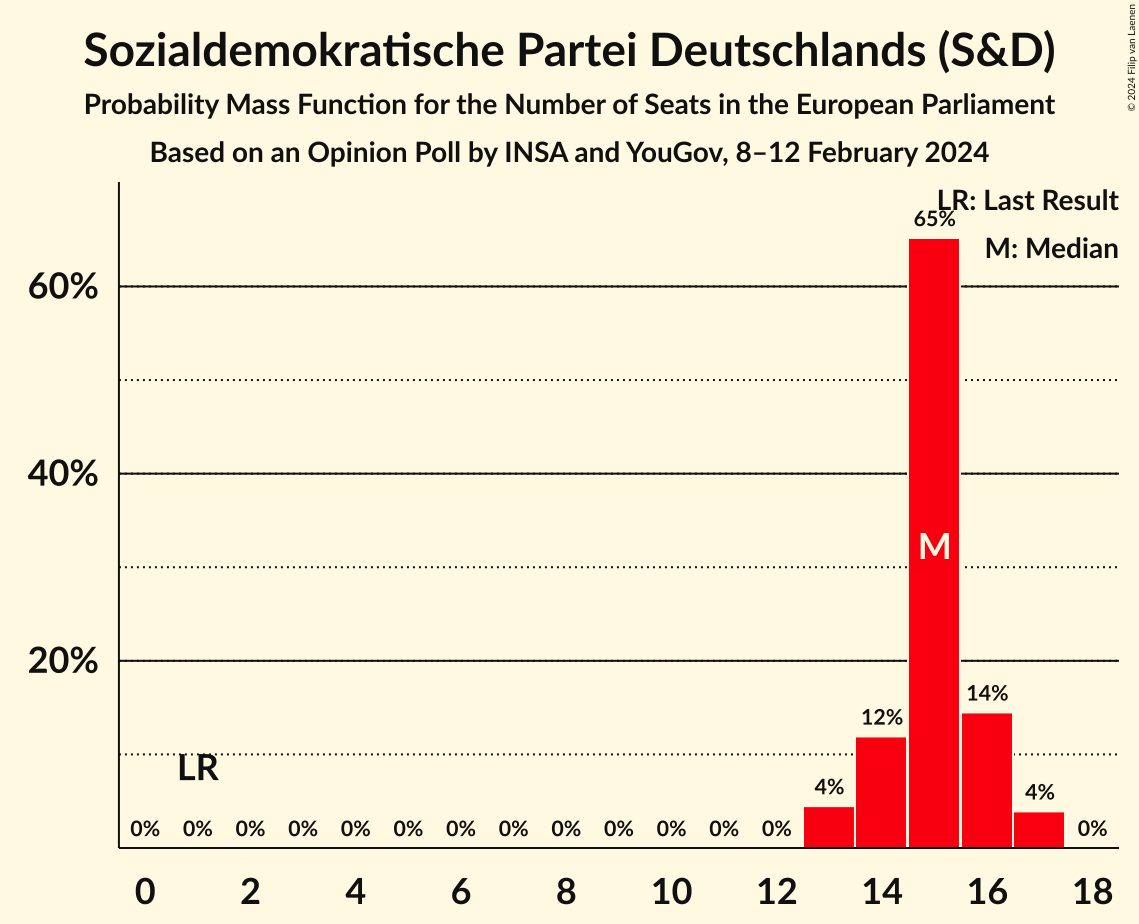 Sozialdemokratische Partei Deutschlands (S&D)
Probability Mass Function for the Number of Seats in the European Parliament
Based on an Opinion Poll by INSA and YouGov, 8–12 February 2024
© 2024 Filip van Laenen
LR: Last Result
M: Median
65%
60%
40%
M
20%
14%
12%
LR
4% 4%
0% 0% 0% 0% 0% 0% 0% 0% 0% 0% 0% 0% 0% 0%
0 2 4 6 8 10 12 14 16 18